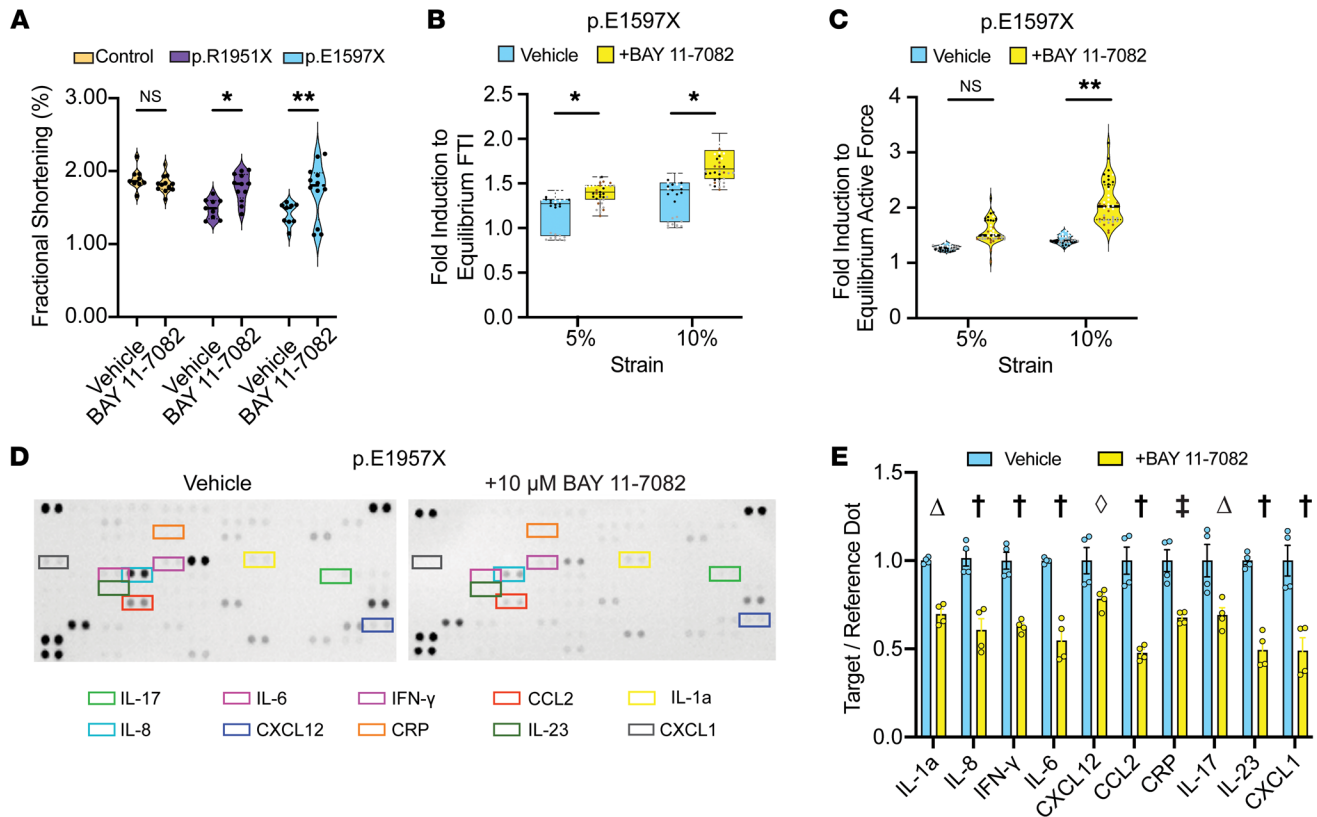 A
Control p.R1951X p.E1597X
Fractional Shortening (%)
3.00
2.00
1.00
0.00
NS * **
Vehicle
BAY 11-7082
Vehicle
BAY 11-7082
Vehicle
BAY 11-7082
B
p.E1597X
Vehicle +BAY 11-7082
Fold Induction to
Equilibrium FTI
2.5
2.0
1.5
1.0
0.5
0.0
* *
5% 10%
Strain
C
p.E1597X
Vehicle +BAY 11-7082
Fold Induction to
Equilibrium Active Force
4
3
2
1
0
NS **
5% 10%
Strain
D
p.E1957X
Vehicle +10 µM BAY 11-7082
IL-17 IL-6 IFN-γ CCL2 IL-1a
IL-8 CXCL12 CRP IL-23 CXCL1
E
Vehicle +BAY 11-7082
Target / Reference Dot
1.5
1.0
0.5
0.0
Δ † † † ◊ † ‡ Δ † †
IL-1a
IL-8
IFN-γ
IL-6
CXCL12
CCL2
CRP
IL-17
IL-23
CXCL1